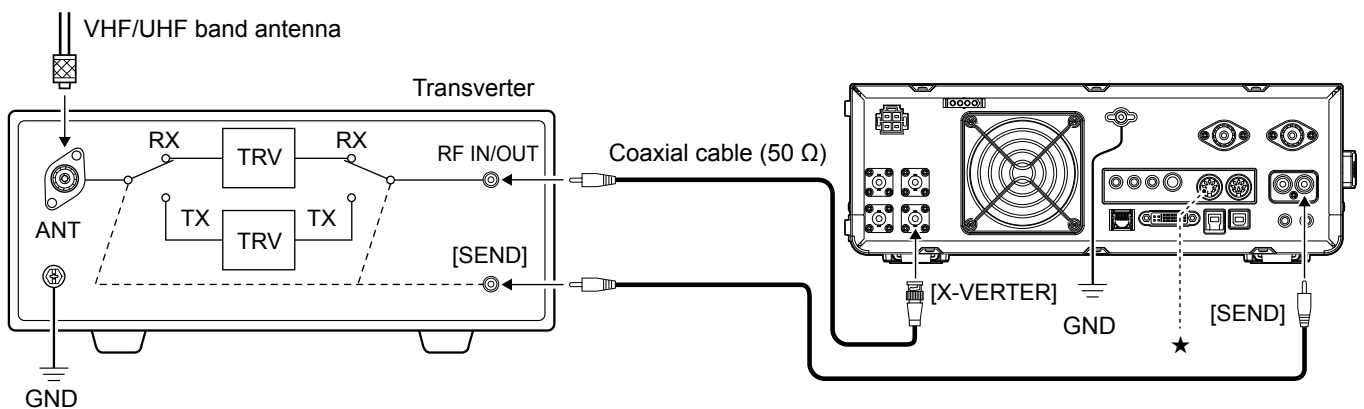 VHF/UHF band antenna
Transverter
RX
RX
TRV
RF IN/OUT
Coaxial cable (50 Ω)
ANT
TX
TX
TRV
[SEND]
[X-VERTER]
GND
[SEND]
★
GND